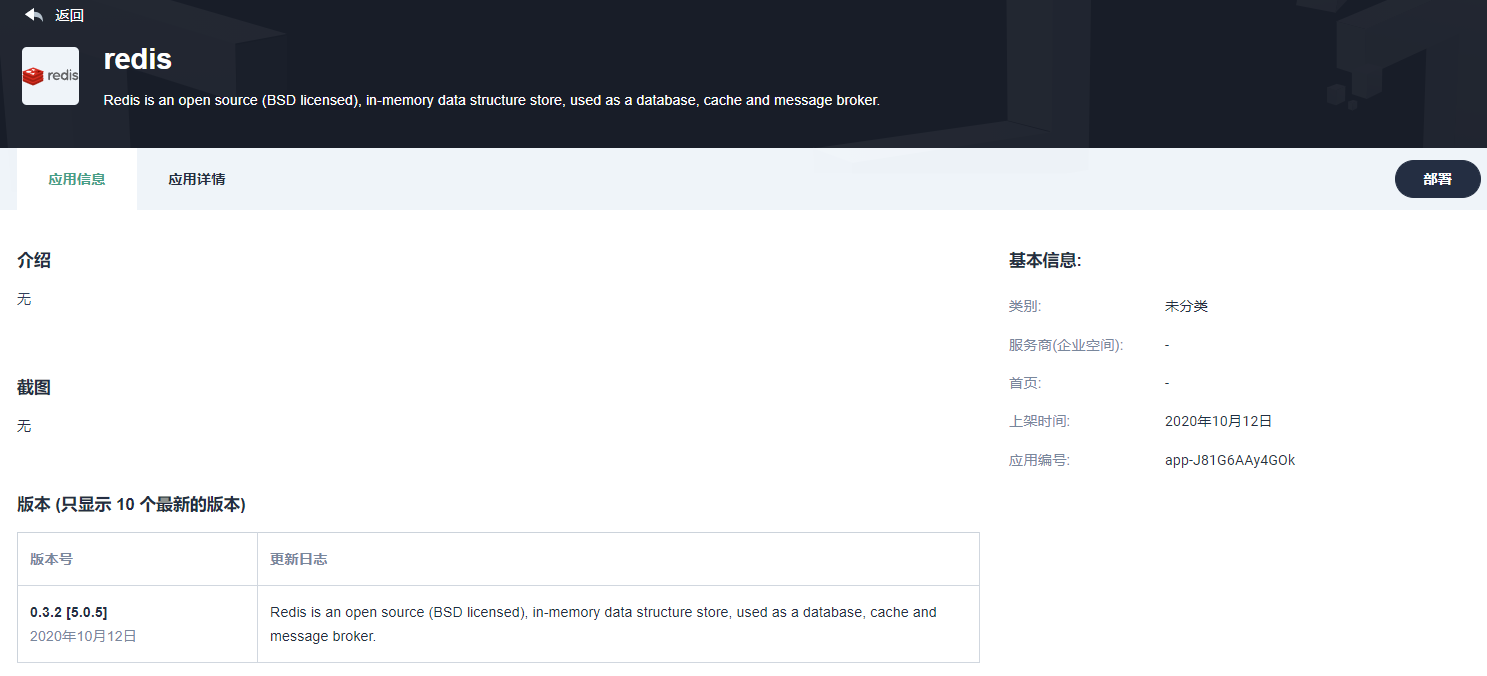 返回
redis
redis
Redis is an open source (BSD licensed), in-memory data structure store, used as a database, cache and message broker.
应用信息
应用详情
部署
介绍
无
截图
无
版本 (只显示 10 个最新的版本)
版本号
更新日志
0.3.2 [5.0.5]
2020年10月12日
Redis is an open source (BSD licensed), in-memory data structure store, used as a database, cache and
message broker.
基本信息:
类别:
未分类
服务商(企业空间):
-
首页:
-
上架时间:
2020年10月12日
应用编号:
app-J81G6AAy4GOk